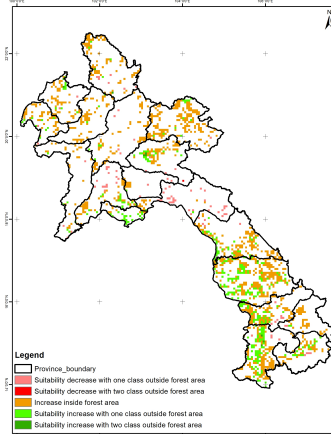 N
Legend
Province_boundary
Suitability decrease with one class outside forest area
Suitability decrease with two class outside forest area
Increase inside forest area
Suitability increase with one class outside forest area
Suitability increase with two class outside forest area